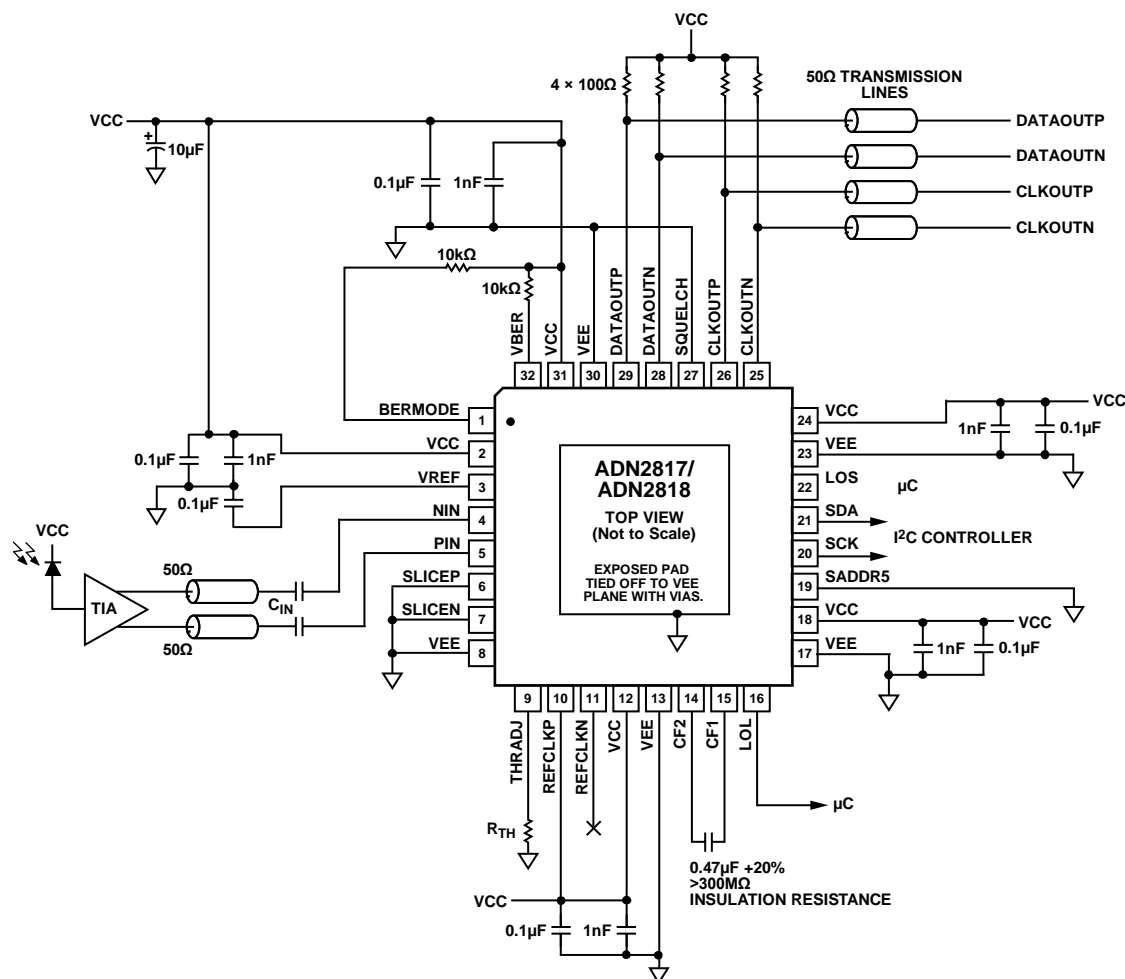 VCC
4 × 100Ω
50Ω TRANSMISSION
LINES
DATAOUTP
DATAOUTN
CLKOUTP
CLKOUTN
VCC
+
10µF
0.1µF
1nF
10kΩ
10kΩ
VBER
VCC
VEE
DATAOUTP
DATAOUTN
SQUELCH
CLKOUTP
CLKOUTN
32
31
30
29
28
27
26
25
BERMODE
1
VCC
2
VREF
3
NIN
4
PIN
5
SLICEP
6
SLICEN
7
VEE
8
0.1µF
1nF
0.1µF
VCC
TIA
50Ω
CIN
50Ω
ADN2817/
ADN2818
TOP VIEW
(Not to Scale)
EXPOSED PAD
TIED OFF TO VEE
PLANE WITH VIAS.
24
VCC
23
VEE
22
LOS
21
SDA
20
SCK
19
SADDR5
18
VCC
17
VEE
VCC
1nF
0.1µF
µC
I2C CONTROLLER
VCC
1nF
0.1µF
9
10
11
12
13
14
15
16
THRADJ
REFCLKP
REFCLKN
VCC
VEE
CF2
CF1
LOL
µC
RTH
0.47µF +20%
>300MΩ
INSULATION RESISTANCE
VCC
0.1µF
1nF